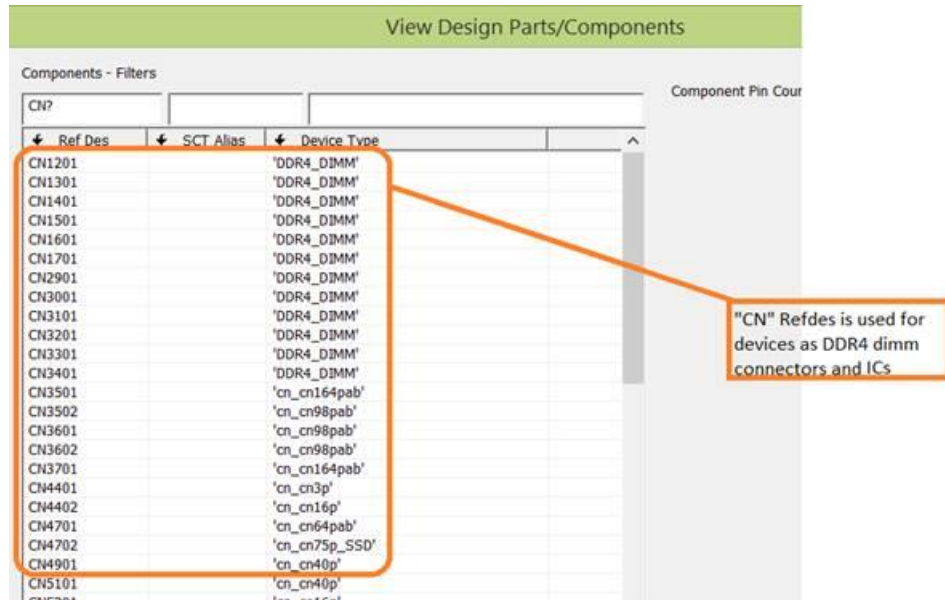 View Design Parts/Components
Components - Filters
Component Pin Cour
CN?
Ref Des SCT Alias Device Type
CN1201 'DDR4_DIMM'
CN1301 'DDR4_DIMM'
CN1401 'DDR4_DIMM'
CN1501 'DDR4_DIMM'
CN1601 'DDR4_DIMM'
CN1701 'DDR4_DIMM'
CN2901 'DDR4_DIMM'
CN3001 'DDR4_DIMM'
CN3101 'DDR4_DIMM'
CN3201 'DDR4_DIMM'
CN3301 'DDR4_DIMM'
CN3401 'DDR4_DIMM'
CN3501 'cn_cn164pab'
CN3502 'cn_cn98pab'
CN3601 'cn_cn98pab'
CN3602 'cn_cn98pab'
CN3701 'cn_cn164pab'
CN4401 'cn_cn3p'
CN4402 'cn_cn16p'
CN4701 'cn_cn64pab'
CN4702 'cn_cn75p_SSD'
CN4901 'cn_cn40p'
CN5101 'cn_cn40p'
"CN" Refdes is used for
devices as DDR4 dimm
connectors and ICs